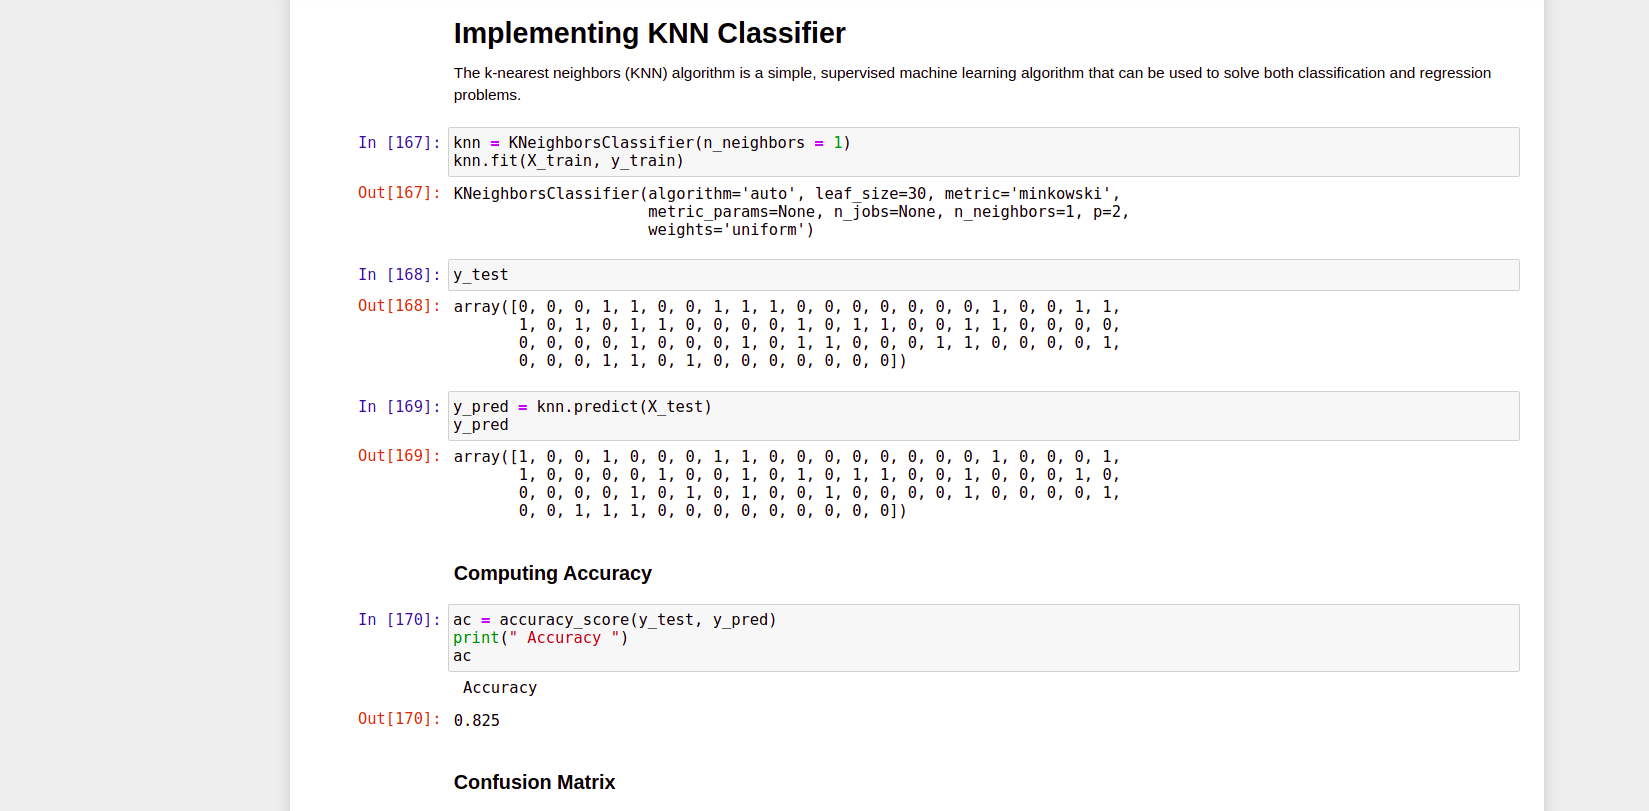 Implementing KNN Classifier
The k-nearest neighbors (KNN) algorithm is a simple, supervised machine learning algorithm that can be used to solve both classification and regression
problems.
In [167]: knn = KNeighborsClassifier(n_neighbors = 1)
knn.fit(X_train, y_train)
Out[167]: KNeighborsClassifier(algorithm='auto', leaf_size=30, metric='minkowski',
metric_params=None, n_jobs=None, n_neighbors=1, p=2,
weights='uniform')
In [168]: y_test
Out[168]: array([0, 0, 0, 1, 1, 0, 0, 1, 1, 1, 0, 0, 0, 0, 0, 0, 0, 1, 0, 0, 1, 1,
1, 0, 1, 0, 1, 1, 0, 0, 0, 0, 1, 0, 1, 1, 0, 0, 1, 1, 0, 0, 0, 0,
0, 0, 0, 0, 1, 0, 0, 0, 1, 0, 1, 1, 0, 0, 0, 1, 1, 0, 0, 0, 0, 1,
0, 0, 0, 1, 1, 0, 1, 0, 0, 0, 0, 0, 0, 0])
In [169]: y_pred = knn.predict(X_test)
y_pred
Out[169]: array([1, 0, 0, 1, 0, 0, 0, 1, 1, 0, 0, 0, 0, 0, 0, 0, 0, 1, 0, 0, 0, 1,
1, 0, 0, 0, 0, 1, 0, 0, 1, 0, 1, 0, 1, 1, 0, 0, 1, 0, 0, 0, 1, 0,
0, 0, 0, 0, 1, 0, 1, 0, 1, 0, 0, 1, 0, 0, 0, 0, 1, 0, 0, 0, 0, 1,
0, 0, 1, 1, 1, 0, 0, 0, 0, 0, 0, 0, 0, 0])
Computing Accuracy
In [170]: ac = accuracy_score(y_test, y_pred)
print(" Accuracy ")
ac
Accuracy
Out[170]: 0.825
Confusion Matrix